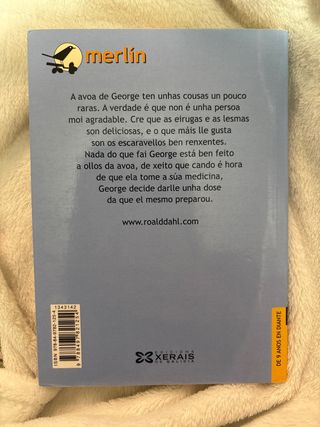 merlín
A avoa de George ten unhas cousas un pouco
raras. A verdade é que non é unha persoa
moi agradable. Cre que as eirugas e as lesmas
son deliciosas, e o que máis lle gusta
son os escaravellos ben renxentes.
Nada do que fai George está ben feito
a ollos da avoa, de xeito que cando é hora
de que ela tome a súa medicina,
George decide darlle unha dose
da que el mesmo preparou.
www.roalddahl.com
1343142
EDICIÓNS
XERAIS
DE GALICIA
DE 9 ANOS EN DIANTE